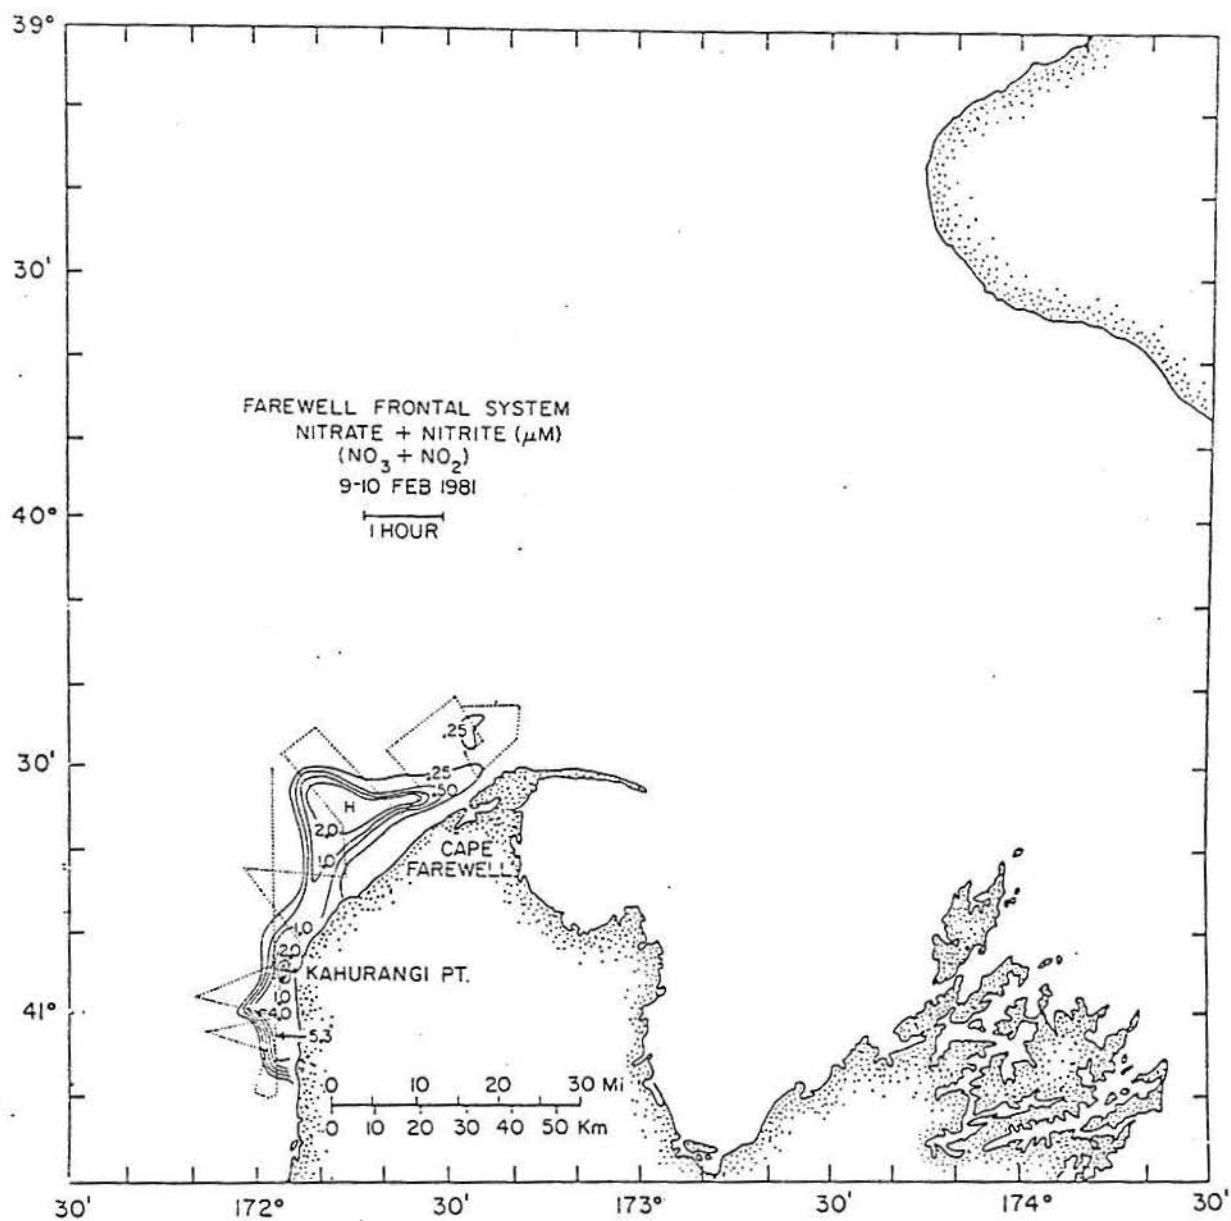 39°
30'
FAREWELL FRONTAL SYSTEM
NITRATE + NITRITE (μM)
(NO3 + NO2)
9-10 FEB 1981
40°
1 HOUR
.25
30'
.25
.50
H
2.0
1.0
CAPE
FAREWELL
1.0
2.0
KAHURANGI PT.
41°
4.0
5.3
0 10 20 30 Mi
0 10 20 30 40 50 Km
30' 172° 30' 173° 30' 174° 30'